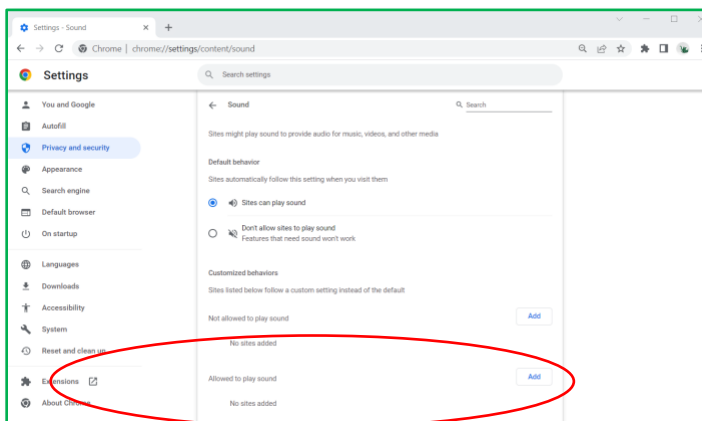 Settings - Sound
Chrome | chrome://settings/content/sound
Settings
Search settings
You and Google
Autofill
Privacy and security
Appearance
Search engine
Default browser
On startup
Languages
Downloads
Accessibility
System
Reset and clean up
Extensions
About Chrome
Sound
Search
Sites might play sound to provide audio for music, videos, and other media
Default behavior
Sites automatically follow this setting when you visit them
Sites can play sound
Don't allow sites to play sound
Features that need sound won't work
Customized behaviors
Sites listed below follow a custom setting instead of the default
Not allowed to play sound
Add
No sites added
Allowed to play sound
Add
No sites added